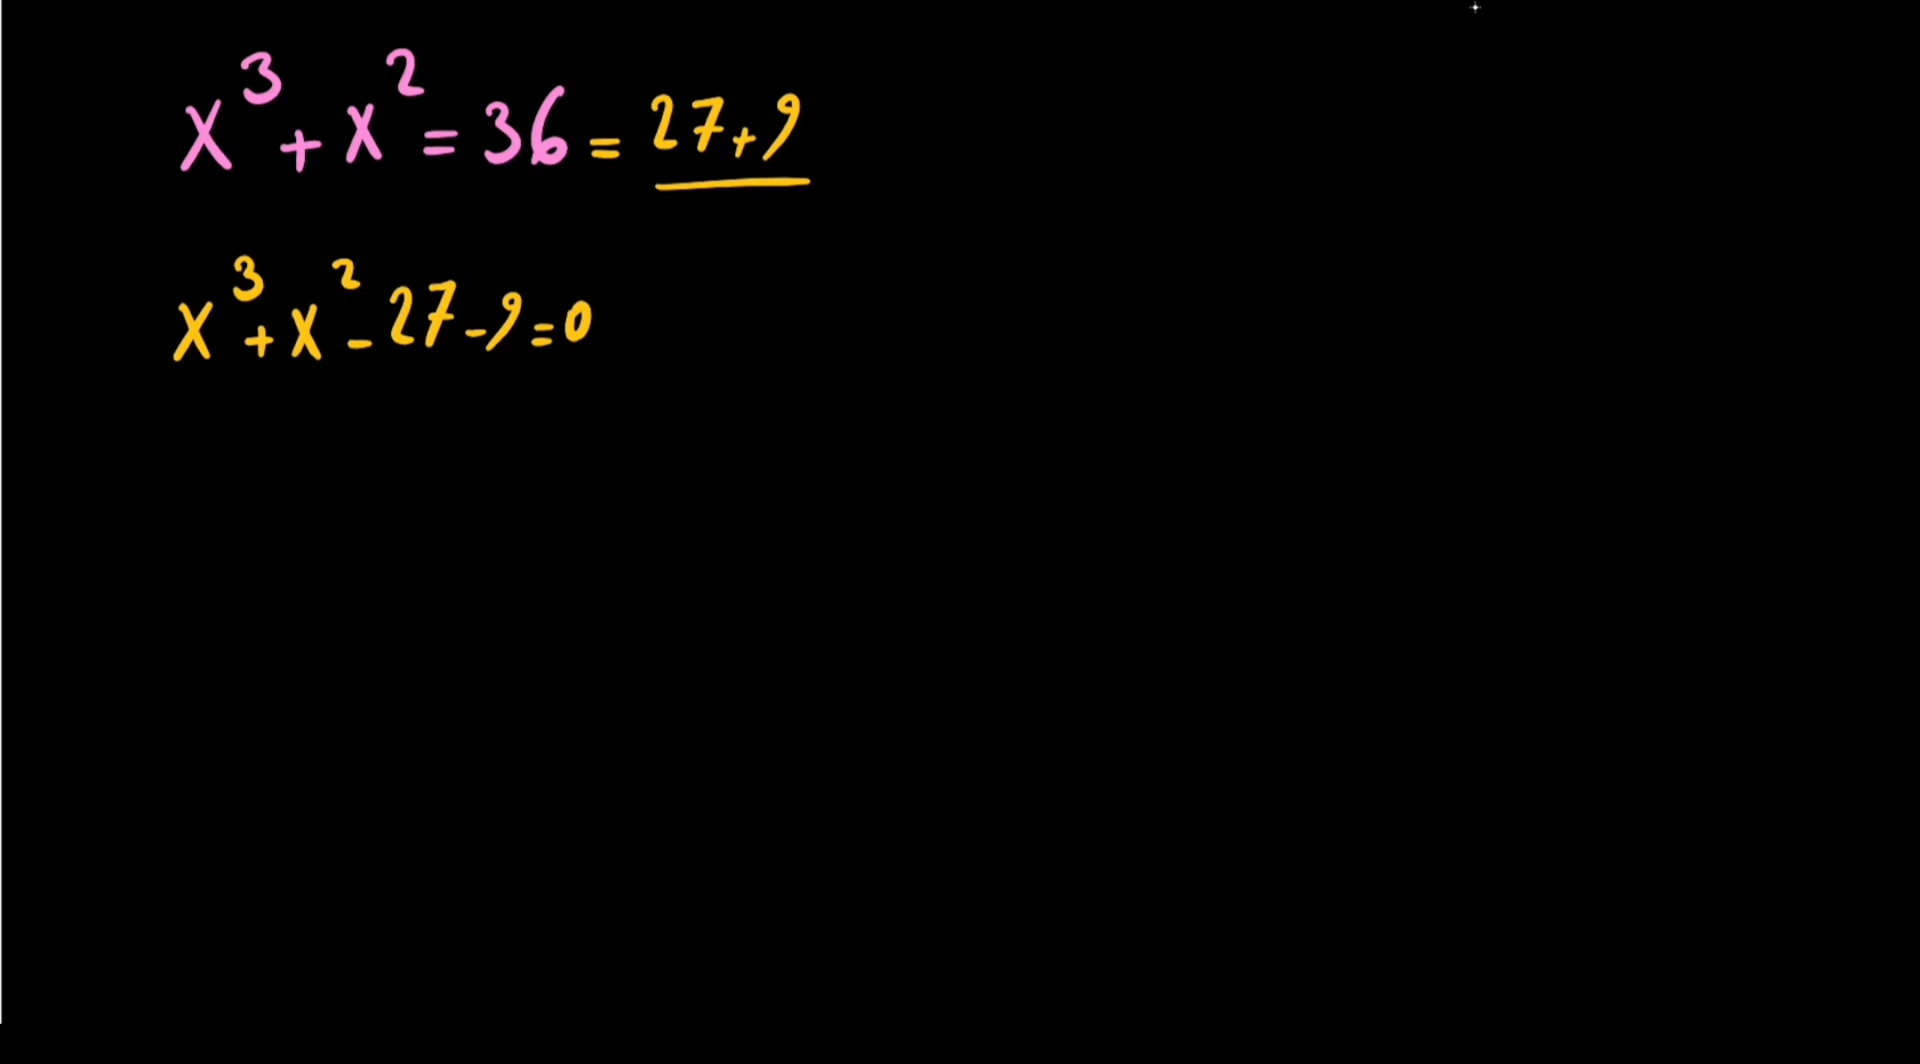 x³ + x² = 36 = 27 + 9
x³ + x² - 27 - 9 = 0